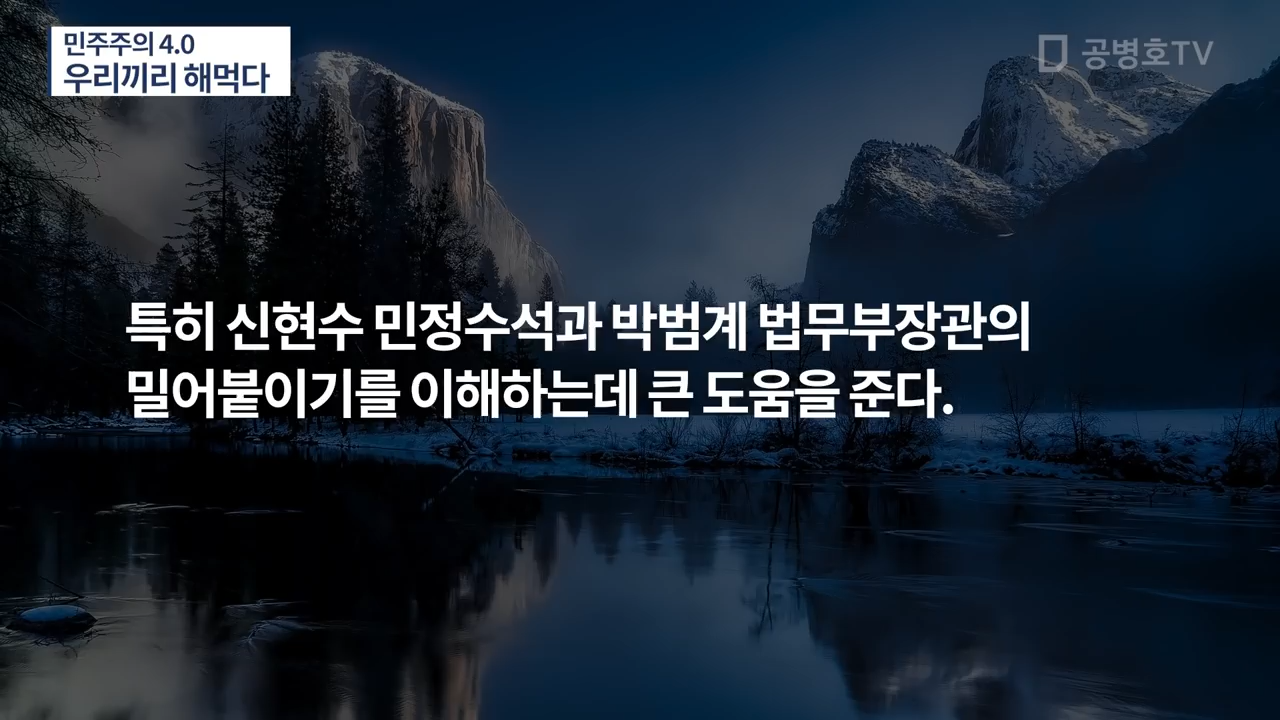 민주주의 4.0
우리끼리 해먹다
공병호TV
특히 신현수 민정수석과 박범계 법무부장관의
밀어붙이기를 이해하는데 큰 도움을 준다.